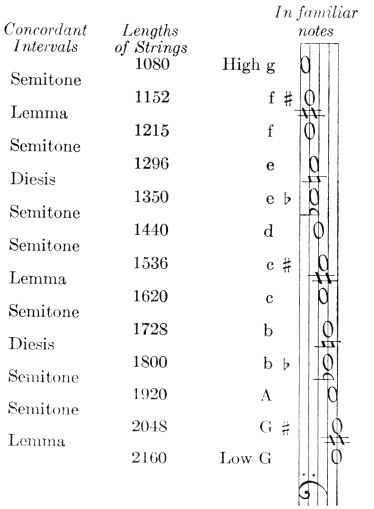 Concordant Intervals Lengths of Strings In familiar notes
1080 High g
Semitone
1152 f ♯
Lemma
1215 f
Semitone
1296 e
Diesis
1350 e ♭
Semitone
1440 d
Semitone
1536 c ♯
Lemma
1620 c
Semitone
1728 b
Diesis
1800 b ♭
Semitone
1920 A
Semitone
2048 G ♯
Lemma
2160 Low G